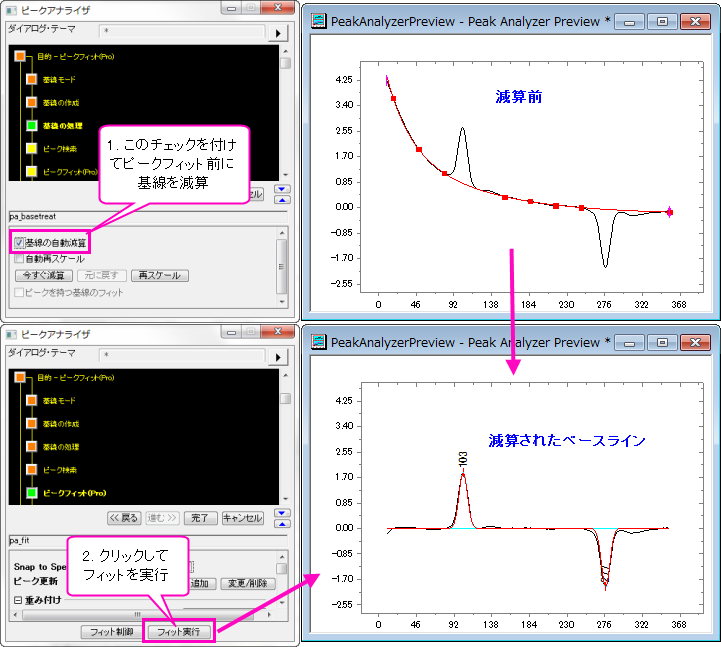 ピークアナライザ
ダイアログ・テーマ
*
目的 - ピークフィット(Pro)
基線モード
基線の作成
基線の処理
ピーク検索
ピークフィット(Pro)
1. このチェックを付け
てピークフィット前に
基線を減算
セル
pa_basetreat
基線の自動減算
自動再スケール
今すぐ減算
元に戻す
再スケール
ピークを持つ基線のフィット
PeakAnalyzerPreview - Peak Analyzer Preview *
減算前
4.25
3.40
2.55
1.70
0.85
0.00
-0.85
-1.70
-2.55
0 46 92 138 184 230 276 322 368
ピークアナライザ
ダイアログ・テーマ
*
目的 - ピークフィット(Pro)
基線モード
基線の作成
基線の処理
ピーク検索
ピークフィット(Pro)
<< 戻る
進む >>
完了
キャンセル
pa_fit
2. クリックして
フィットを実行
Snap to Spe
ピーク更新
追加
変更/削除
重み付け
フィット制御
フィット実行
PeakAnalyzerPreview - Peak Analyzer Preview *
減算されたベースライン
103
4.25
3.40
2.55
1.70
0.85
0.00
-0.85
-1.70
-2.55
0 46 92 138 184 230 276 322 368